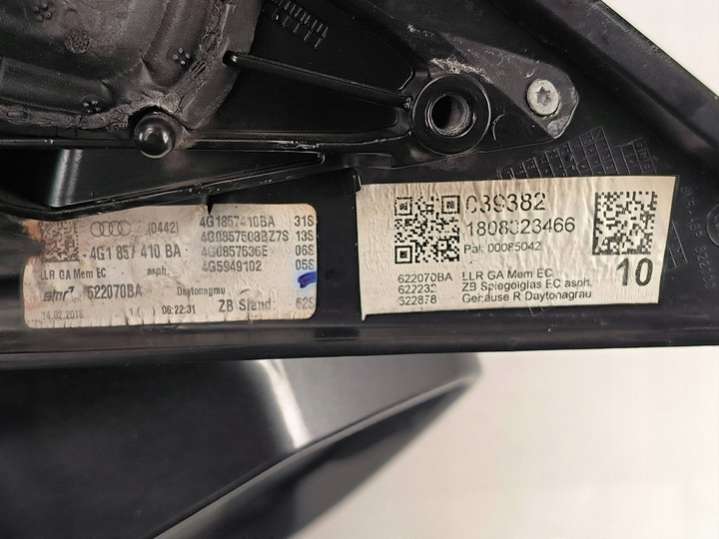 (0442)
4G1 857 410 BA
LLR GA Mem EC asph.
smr 622070BA Daytonagrau
14.02.2018 06:22:31 ZB Stand:
4G1857410BA 31S
4G0857508BZ7S 13S
4G0857536E 06S
4G5949102 05S
62S
039382
1808023466
Pal. 00085042
622070BA LLR GA Mem EC
622232 ZB Spiegelglas EC asph.
322878 Gehäuse R Daytonagrau
10